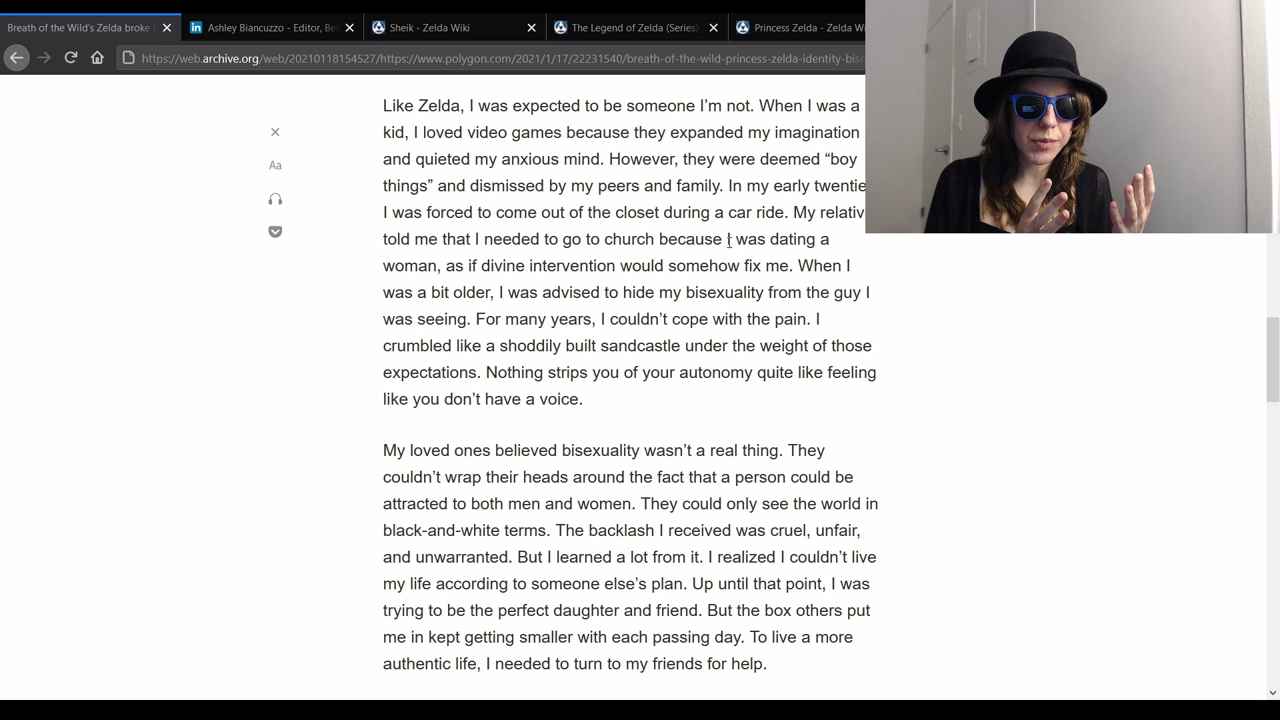 Breath of the Wild's Zelda broke
Ashley Biancuzzo - Editor, Be
Sheik - Zelda Wiki
The Legend of Zelda (Series)
Princess Zelda - Zelda Wi
https://web.archive.org/web/20210118154527/https://www.polygon.com/2021/1/17/22231540/breath-of-the-wild-princess-zelda-identity-bise
Aa
Like Zelda, I was expected to be someone I'm not. When I was a
kid, I loved video games because they expanded my imagination
and quieted my anxious mind. However, they were deemed “boy
things” and dismissed by my peers and family. In my early twentie
I was forced to come out of the closet during a car ride. My relativ
told me that I needed to go to church because I was dating a
woman, as if divine intervention would somehow fix me. When I
was a bit older, I was advised to hide my bisexuality from the guy I
was seeing. For many years, I couldn't cope with the pain. I
crumbled like a shoddily built sandcastle under the weight of those
expectations. Nothing strips you of your autonomy quite like feeling
like you don't have a voice.
My loved ones believed bisexuality wasn't a real thing. They
couldn't wrap their heads around the fact that a person could be
attracted to both men and women. They could only see the world in
black-and-white terms. The backlash I received was cruel, unfair,
and unwarranted. But I learned a lot from it. I realized I couldn't live
my life according to someone else's plan. Up until that point, I was
trying to be the perfect daughter and friend. But the box others put
me in kept getting smaller with each passing day. To live a more
authentic life, I needed to turn to my friends for help.